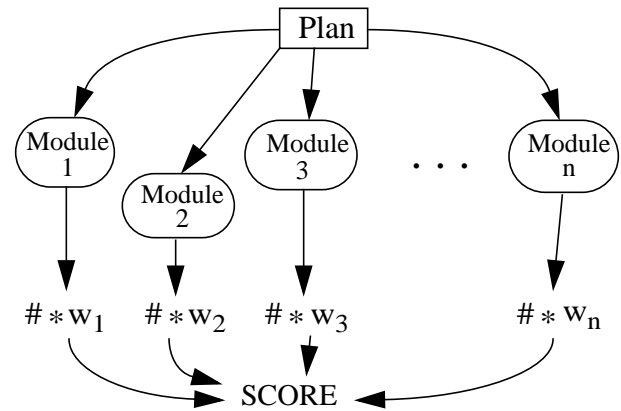 Plan
Module
1
Module
2
Module
3
. . .
Module
n
# * w1
# * w2
# * w3
# * wn
SCORE